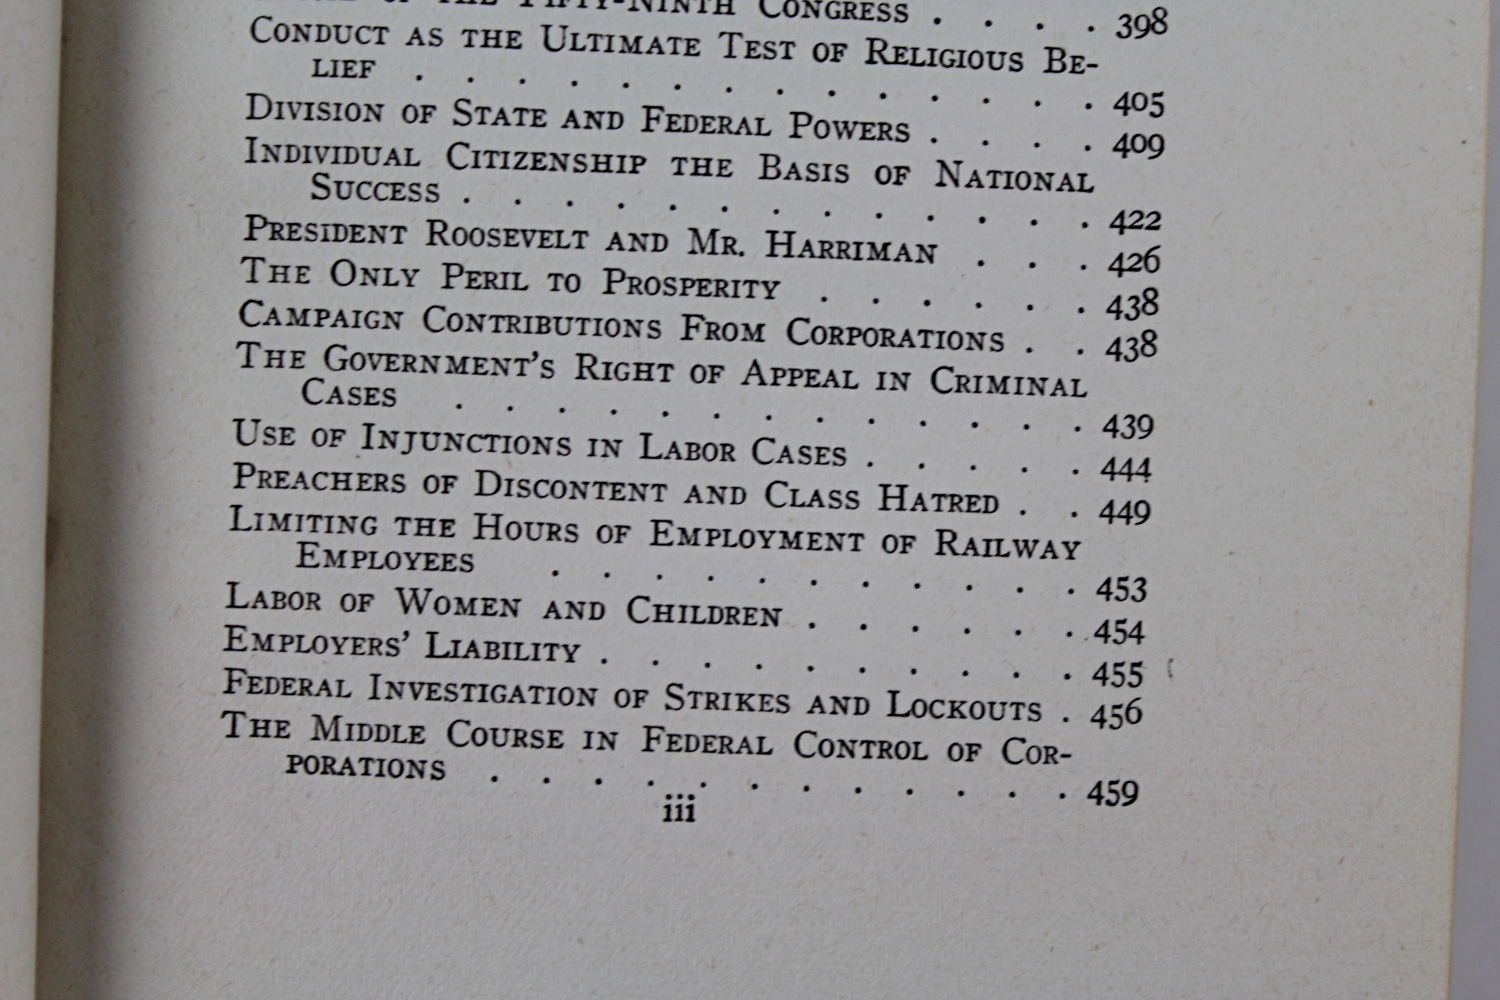 THE FIFTY-NINTH CONGRESS . . . . 398
CONDUCT AS THE ULTIMATE TEST OF RELIGIOUS BE-
LIEF . . . . . . . . . . . . . . 405
DIVISION OF STATE AND FEDERAL POWERS . . . . 409
INDIVIDUAL CITIZENSHIP THE BASIS OF NATIONAL
SUCCESS . . . . . . . . . . . . . 422
PRESIDENT ROOSEVELT AND MR. HARRIMAN . . . 426
THE ONLY PERIL TO PROSPERITY . . . . . . 438
CAMPAIGN CONTRIBUTIONS FROM CORPORATIONS . . 438
THE GOVERNMENT'S RIGHT OF APPEAL IN CRIMINAL
CASES . . . . . . . . . . . . . 439
USE OF INJUNCTIONS IN LABOR CASES . . . . . 444
PREACHERS OF DISCONTENT AND CLASS HATRED . . 449
LIMITING THE HOURS OF EMPLOYMENT OF RAILWAY
EMPLOYEES . . . . . . . . . . . 453
LABOR OF WOMEN AND CHILDREN . . . . . . 454
EMPLOYERS' LIABILITY . . . . . . . . . . 455
FEDERAL INVESTIGATION OF STRIKES AND LOCKOUTS . 456
THE MIDDLE COURSE IN FEDERAL CONTROL OF COR-
PORATIONS . . . . . . . . . . . . 459
iii